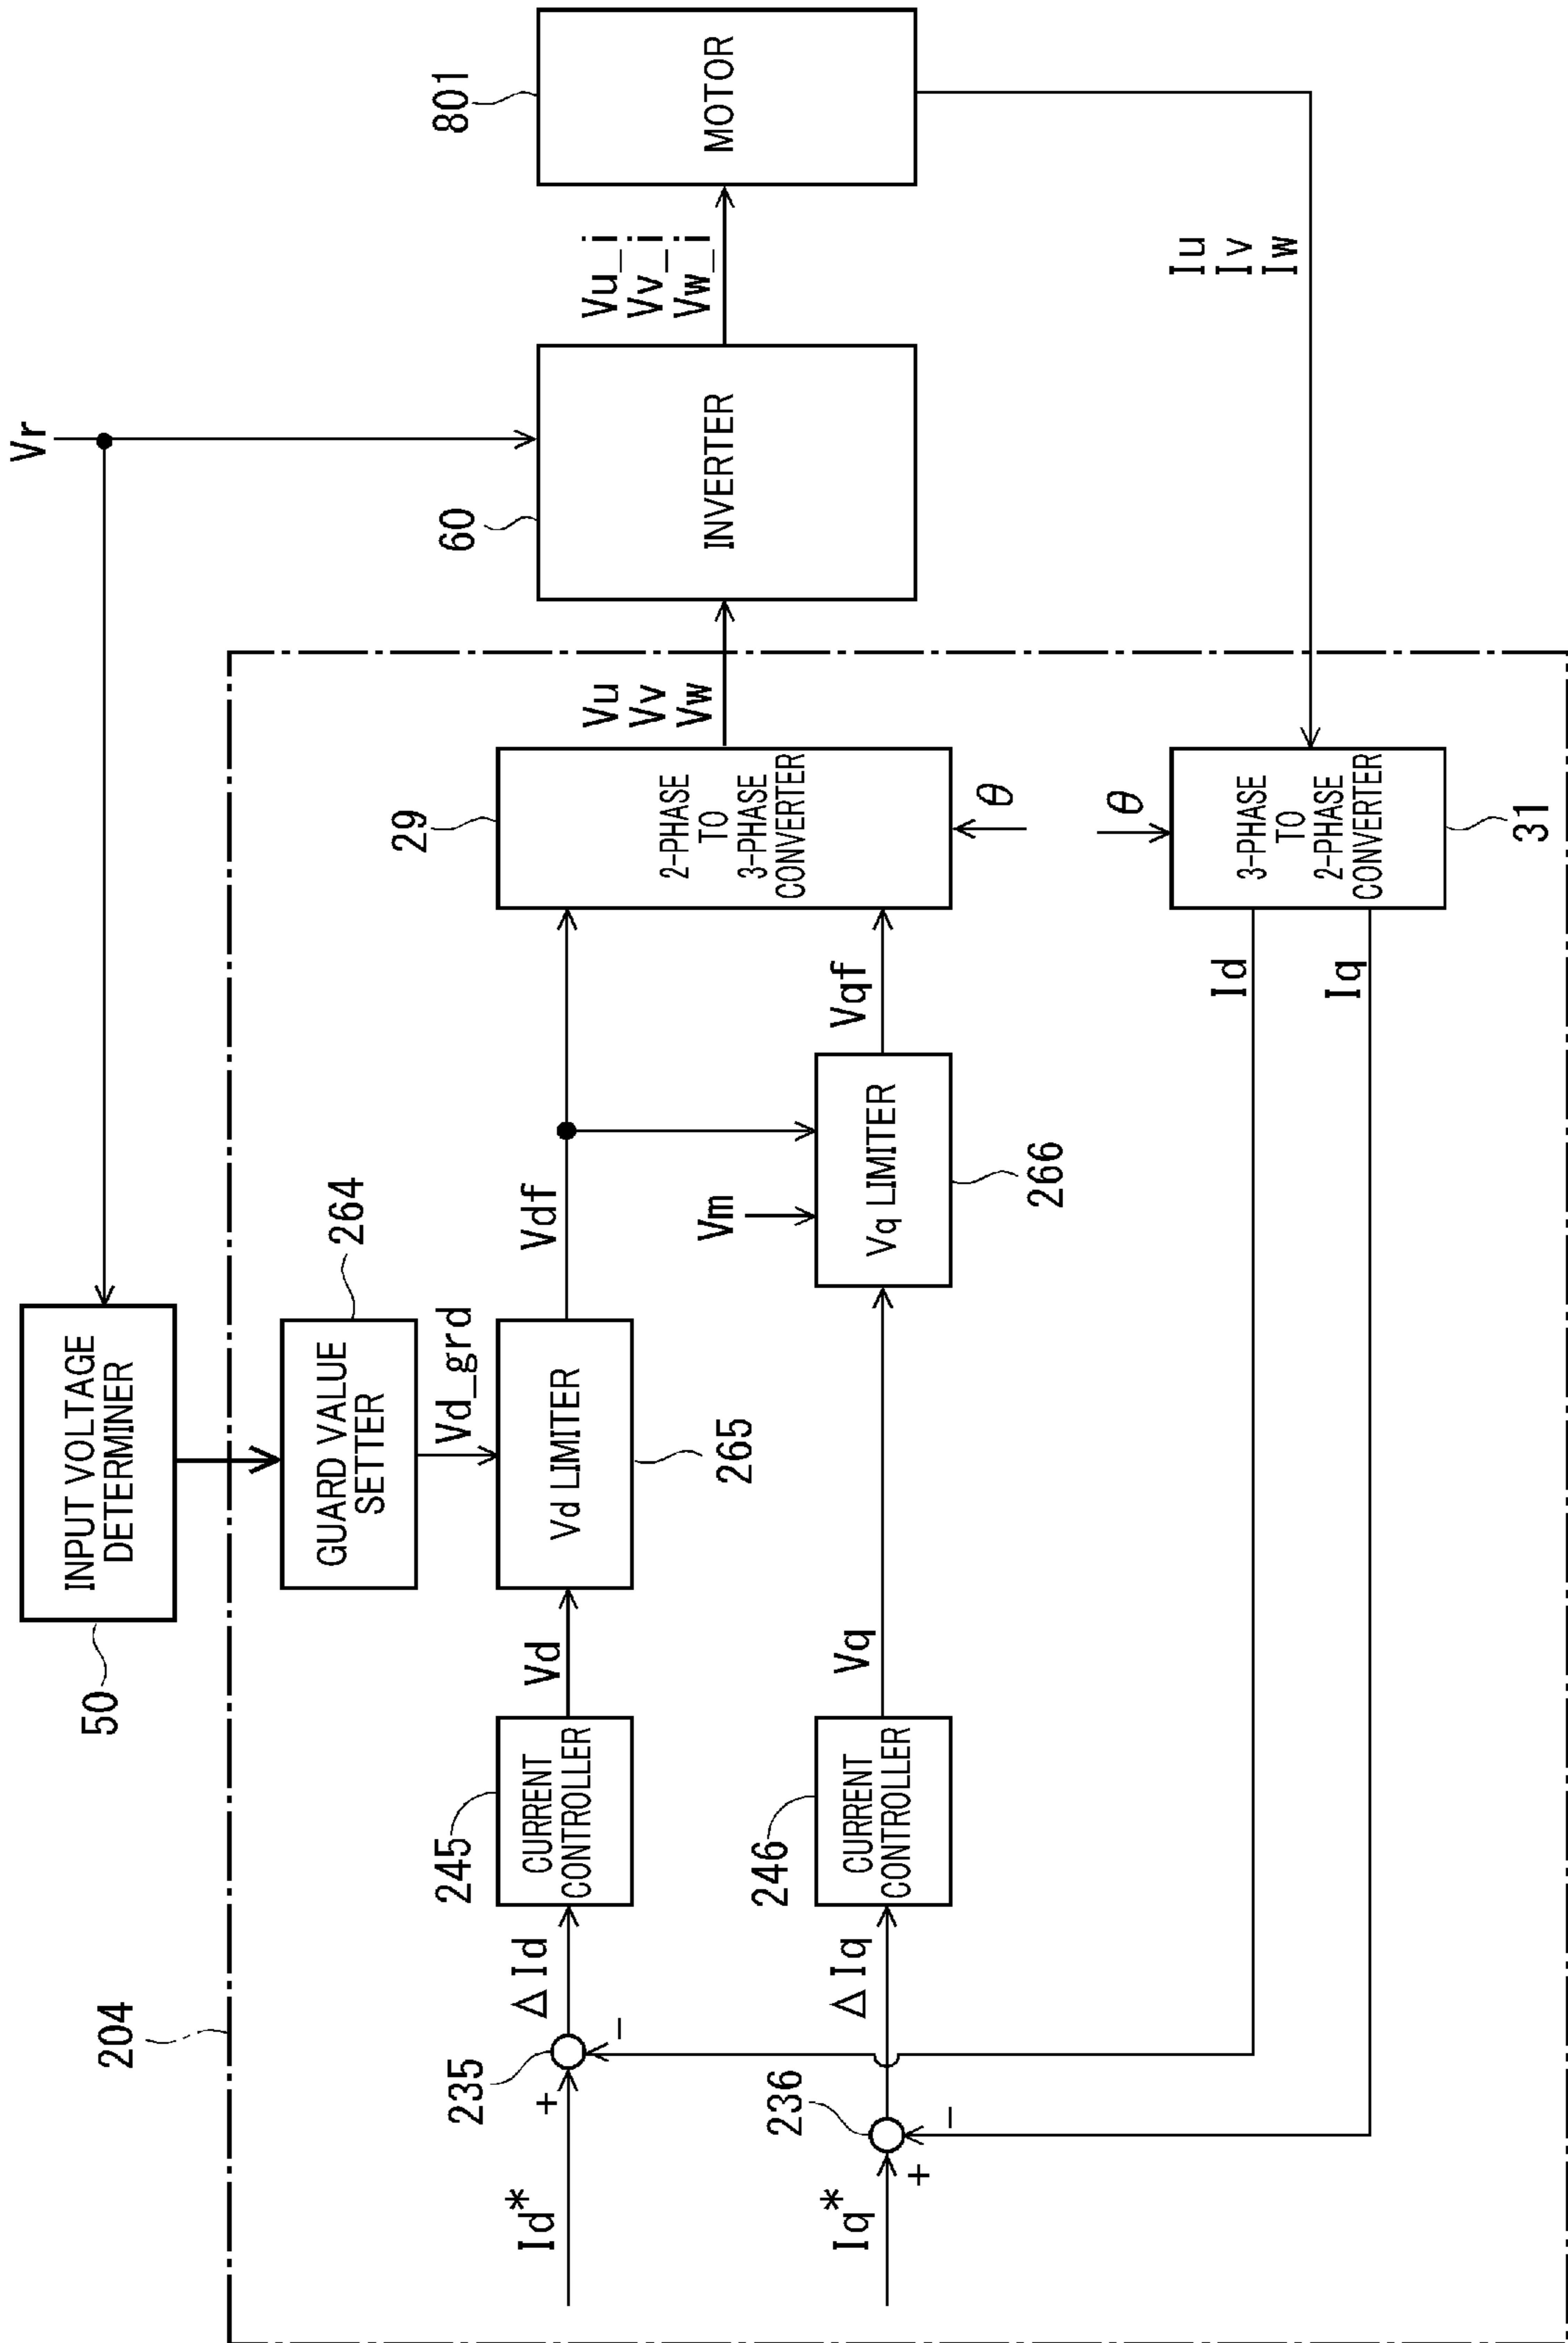 Vr
50
INPUT VOLTAGE
DETERMINER
204
264
GUARD VALUE
SETTER
Vd_grd
Id*
+
-
235
ΔId
245
CURRENT
CONTROLLER
Vd
Vd LIMITER
265
Vdf
29
2-PHASE
TO
3-PHASE
CONVERTER
θ
Vu
Vv
Vw
60
INVERTER
Vu_i
Vv_i
Vw_i
801
MOTOR
Iq*
+
-
236
ΔIq
246
CURRENT
CONTROLLER
Vq
Vm
Vq LIMITER
266
Vqf
Id
Iq
θ
3-PHASE
TO
2-PHASE
CONVERTER
31
Iu
Iv
Iw